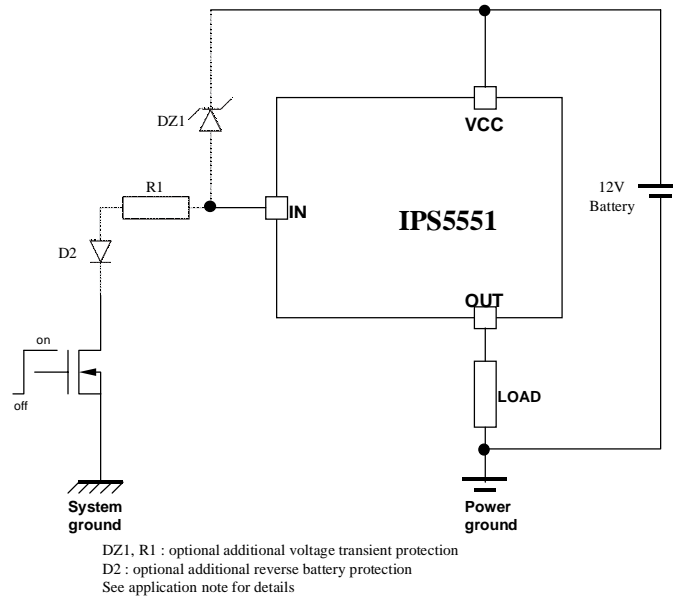 DZ1
VCC
R1
12V
Battery
IN
IPS5551
D2
OUT
on
LOAD
off
System
ground
Power
ground
DZ1, R1 : optional additional voltage transient protection
D2 : optional additional reverse battery protection
See application note for details